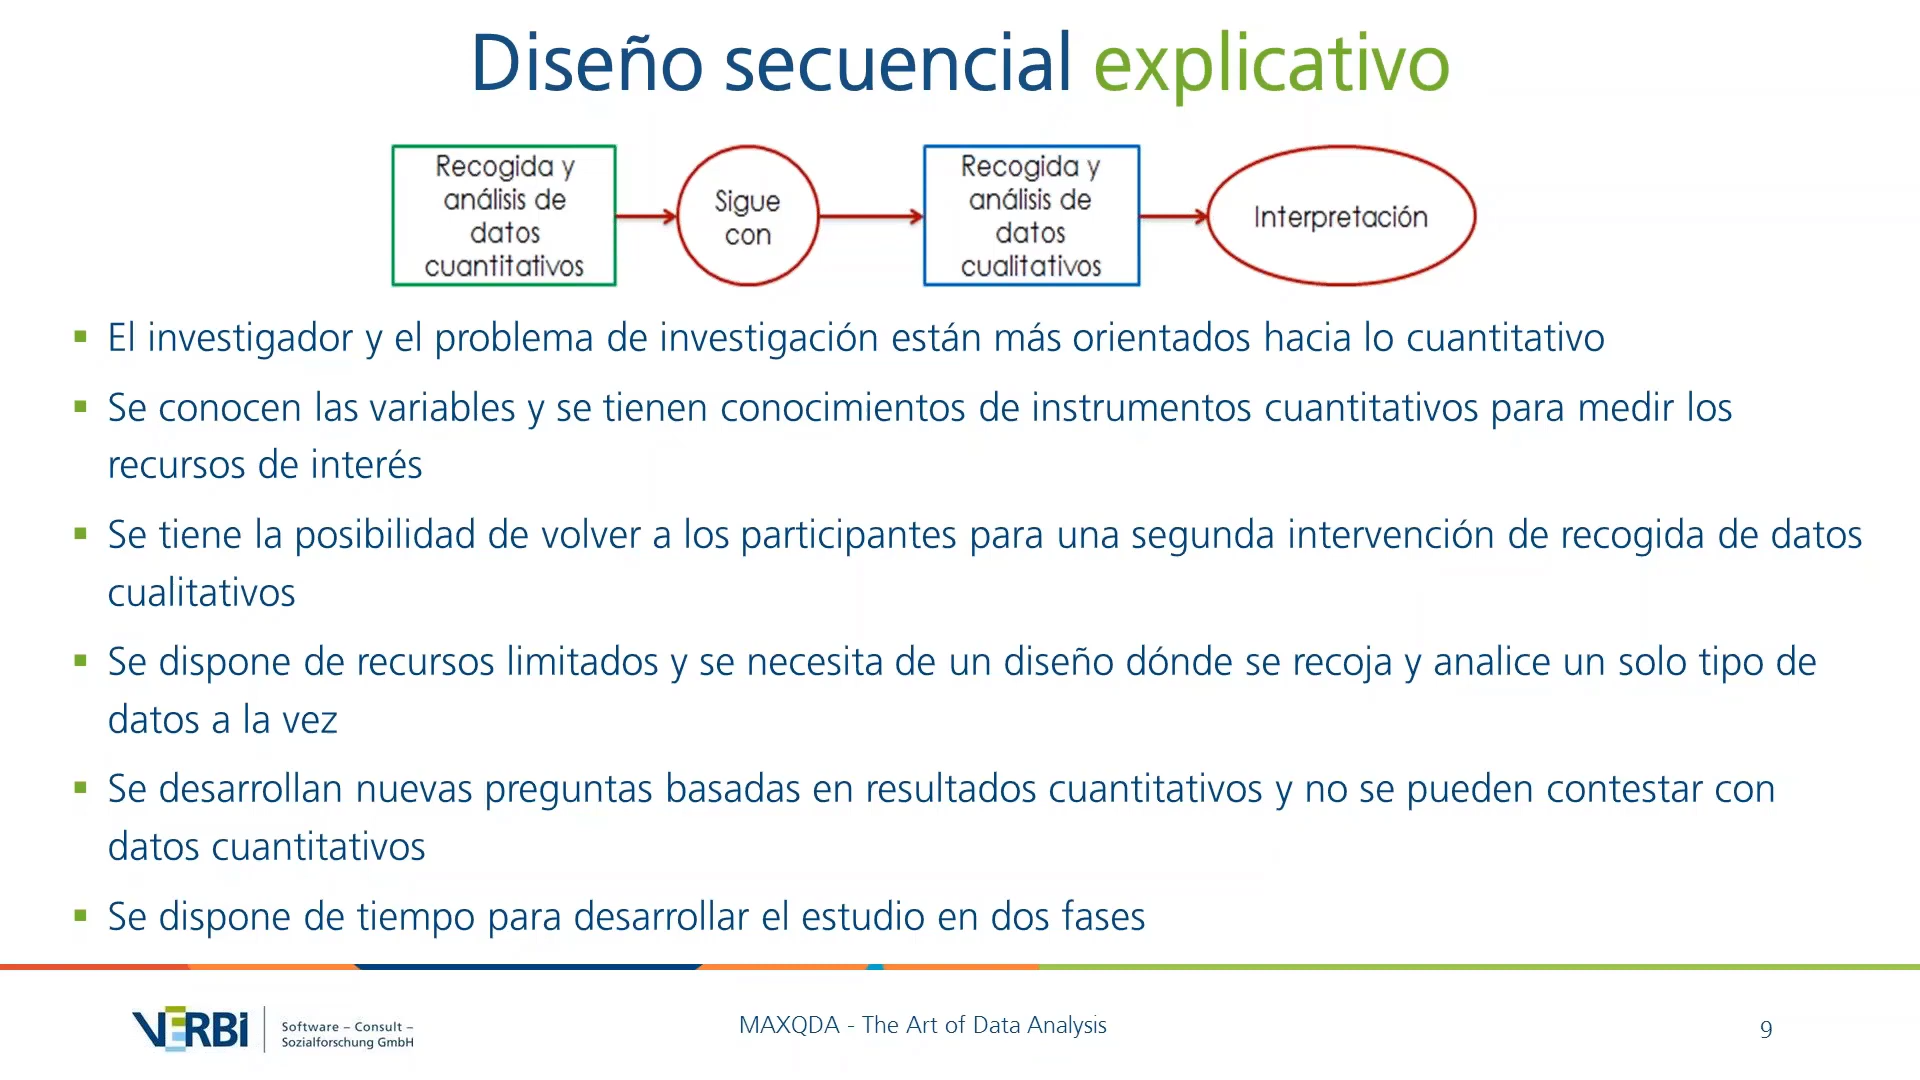 Diseño secuencial explicativo
Recogida y
análisis de
datos
cuantitativos
Sigue
con
Recogida y
análisis de
datos
cualitativos
Interpretación
El investigador y el problema de investigación están más orientados hacia lo cuantitativo
Se conocen las variables y se tienen conocimientos de instrumentos cuantitativos para medir los
recursos de interés
Se tiene la posibilidad de volver a los participantes para una segunda intervención de recogida de datos
cualitativos
Se dispone de recursos limitados y se necesita de un diseño dónde se recoja y analice un solo tipo de
datos a la vez
Se desarrollan nuevas preguntas basadas en resultados cuantitativos y no se pueden contestar con
datos cuantitativos
Se dispone de tiempo para desarrollar el estudio en dos fases
VERBI
Software – Consult –
Sozialforschung GmbH
MAXQDA - The Art of Data Analysis
9